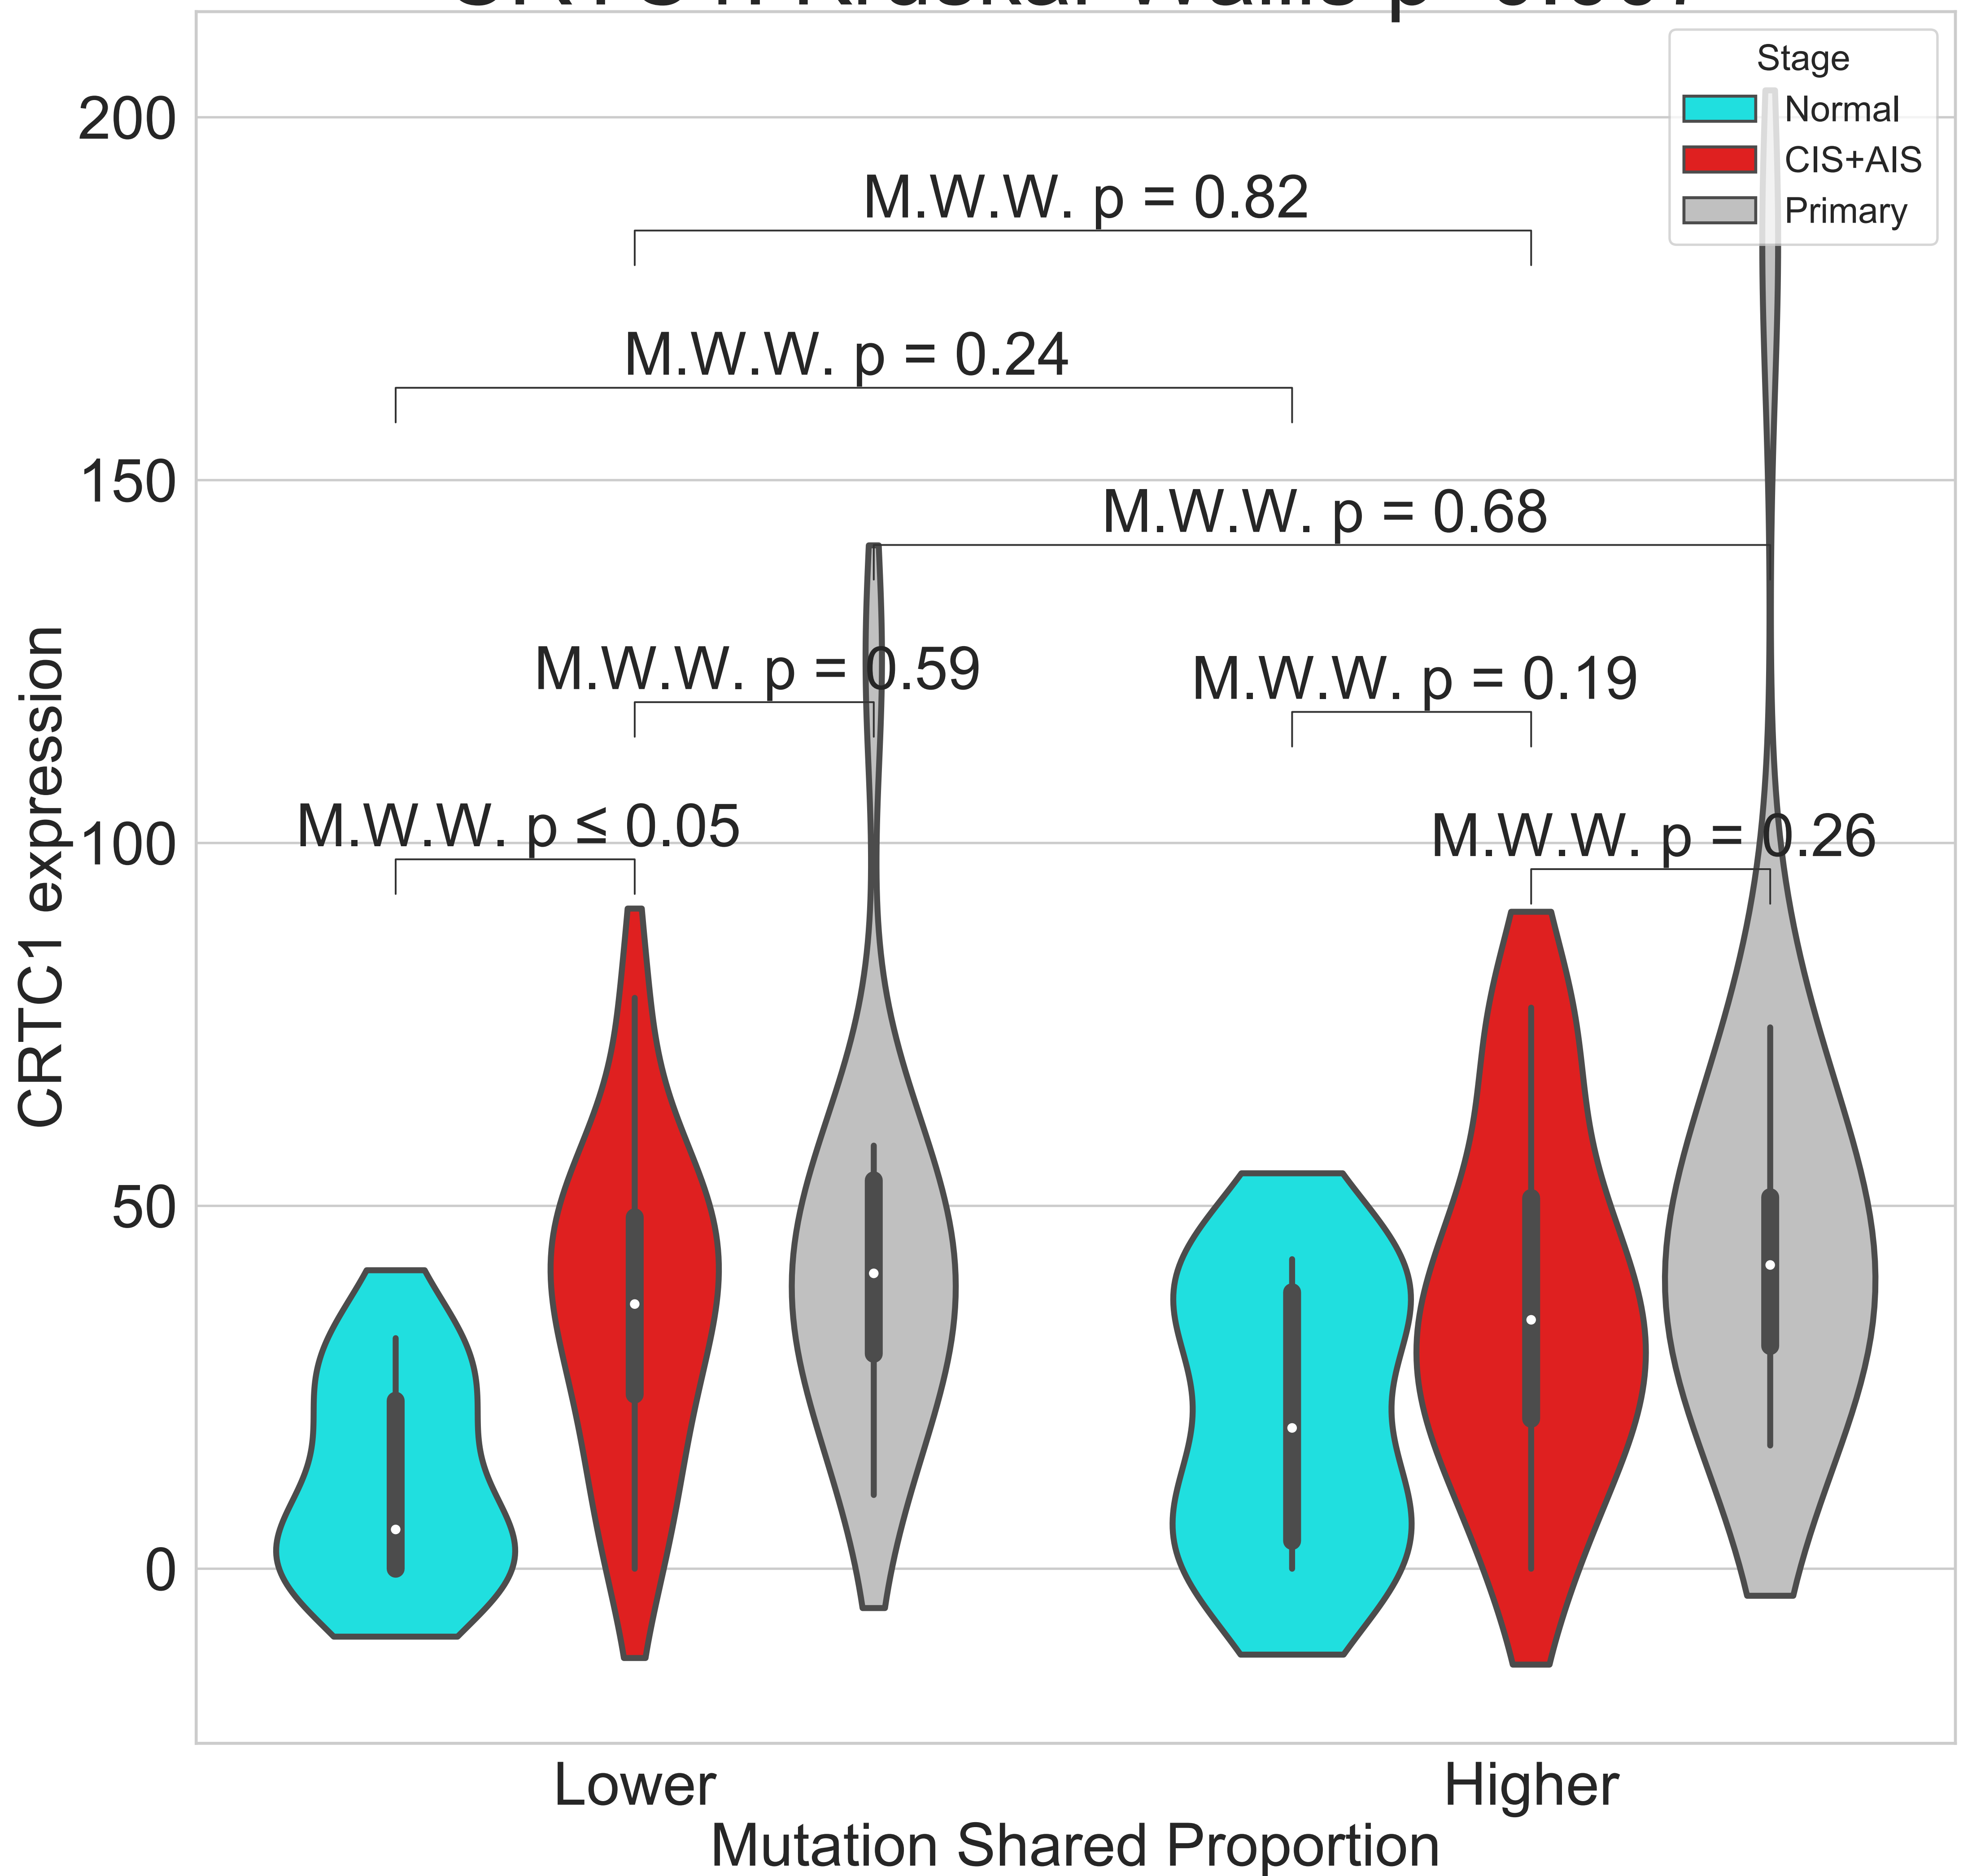 Stage
Normal
CIS+AIS
Primary
200
150
100
50
0
CRTC1 expression
M.W.W. p = 0.82
M.W.W. p = 0.24
M.W.W. p = 0.68
M.W.W. p = 0.59
M.W.W. p = 0.19
M.W.W. p ≤ 0.05
M.W.W. p = 0.26
Lower
Higher
Mutation Shared Proportion